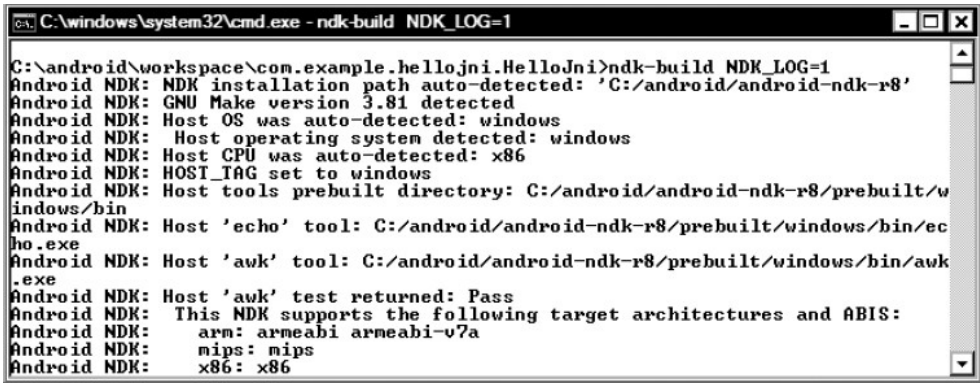 C:\windows\system32\cmd.exe - ndk-build  NDK_LOG=1
C:\android\workspace\com.example.hellojni.HelloJni>ndk-build NDK_LOG=1
Android NDK: NDK installation path auto-detected: 'C:/android/android-ndk-r8'
Android NDK: GNU Make version 3.81 detected
Android NDK: Host OS was auto-detected: windows
Android NDK:  Host operating system detected: windows
Android NDK: Host CPU was auto-detected: x86
Android NDK: HOST_TAG set to windows
Android NDK: Host tools prebuilt directory: C:/android/android-ndk-r8/prebuilt/w
indows/bin
Android NDK: Host 'echo' tool: C:/android/android-ndk-r8/prebuilt/windows/bin/ec
ho.exe
Android NDK: Host 'awk' tool: C:/android/android-ndk-r8/prebuilt/windows/bin/awk
.exe
Android NDK: Host 'awk' test returned: Pass
Android NDK:  This NDK supports the following target architectures and ABIS:
Android NDK:    arm: armeabi armeabi-v7a
Android NDK:    mips: mips
Android NDK:    x86: x86